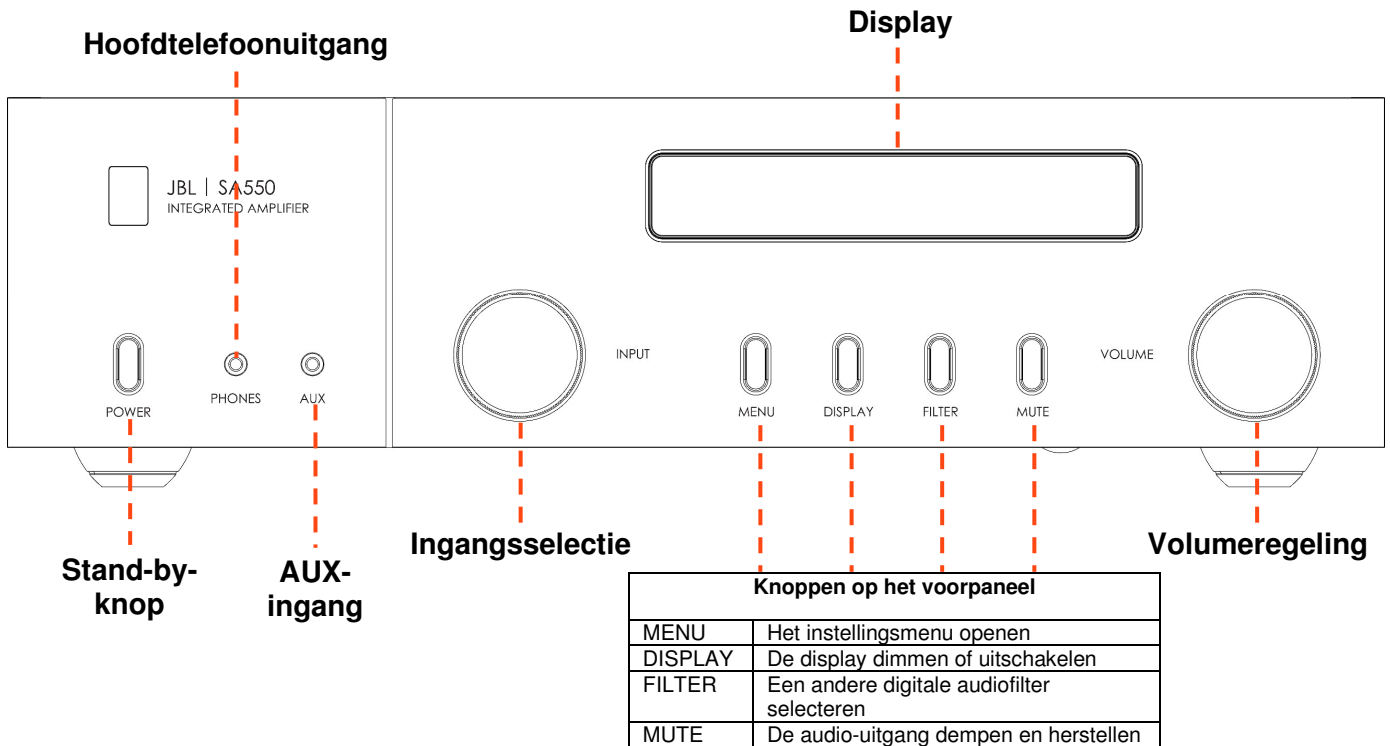 Display
Hoofdtelefoonuitgang
JBL | SA550
INTEGRATED AMPLIFIER
INPUT
VOLUME
POWER
PHONES
AUX
MENU
DISPLAY
FILTER
MUTE
Stand-by-
knop
AUX-
ingang
Ingangsselectie
Volumeregeling
Knoppen op het voorpaneel
MENU Het instellingsmenu openen
DISPLAY De display dimmen of uitschakelen
FILTER Een andere digitale audiofilter
selecteren
MUTE De audio-uitgang dempen en herstellen